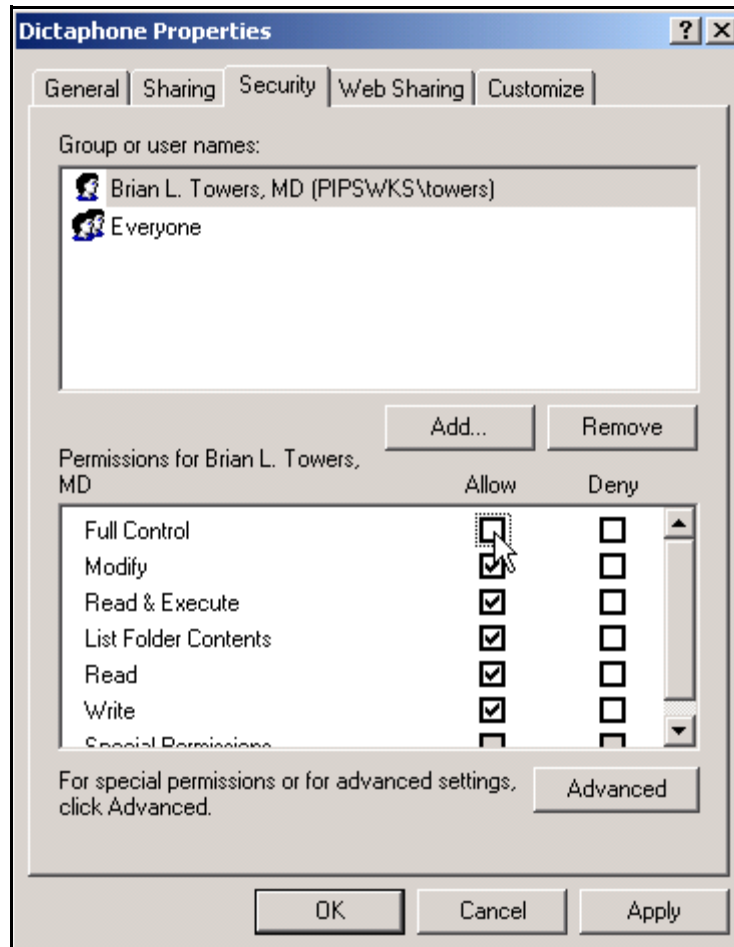 Dictaphone Properties
General Sharing Security Web Sharing Customize
Group or user names:
Brian L. Towers, MD (PIPSWKS\towers)
Everyone
Add... Remove
Permissions for Brian L. Towers,
MD Allow Deny
Full Control
Modify
Read & Execute
List Folder Contents
Read
Write
Special Permissions
For special permissions or for advanced settings,
click Advanced.
Advanced
OK Cancel Apply